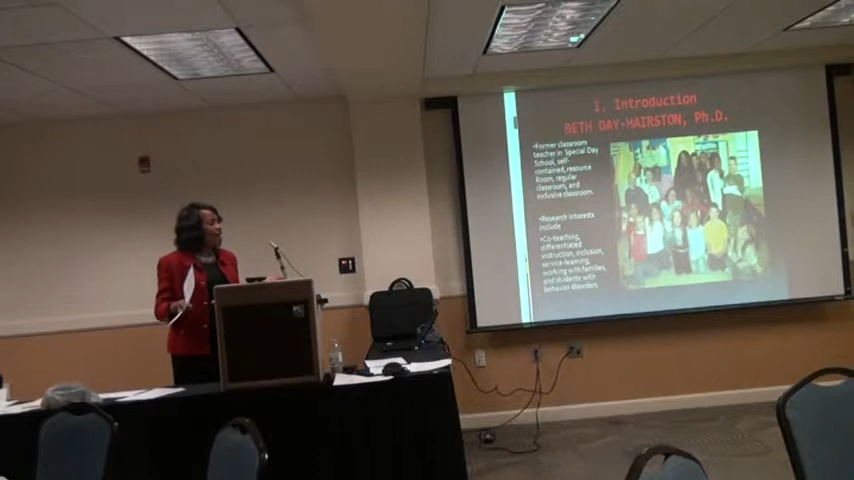 I. Introduction
BETH DAY-HAIRSTON, Ph.D.
•Former classroom
teacher in Special Day
School, self-
contained, resource
Room, regular
classroom, and
inclusive classroom.
•Research interests
include
•Co-teaching,
differentiated
instruction, inclusion,
service-learning,
working with families
and students with
behavior disorders